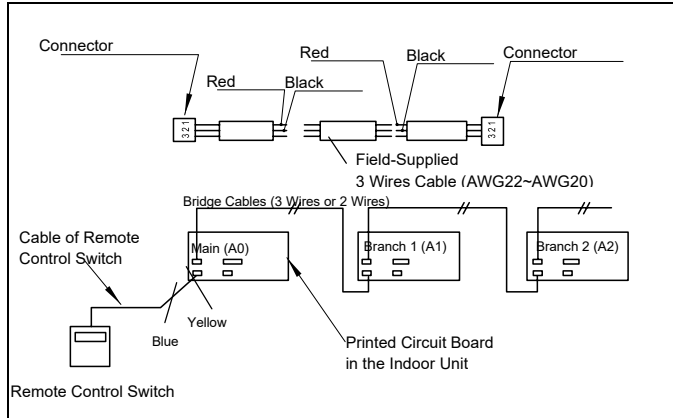 Connector
Red
Black
Connector
Red
Black
3 2 1
3 2 1
Field-Supplied
3 Wires Cable (AWG22~AWG20)
Bridge Cables (3 Wires or 2 Wires)
Cable of Remote
Control Switch
Main (A0)
Branch 1 (A1)
Branch 2 (A2)
Yellow
Blue
Printed Circuit Board
in the Indoor Unit
Remote Control Switch